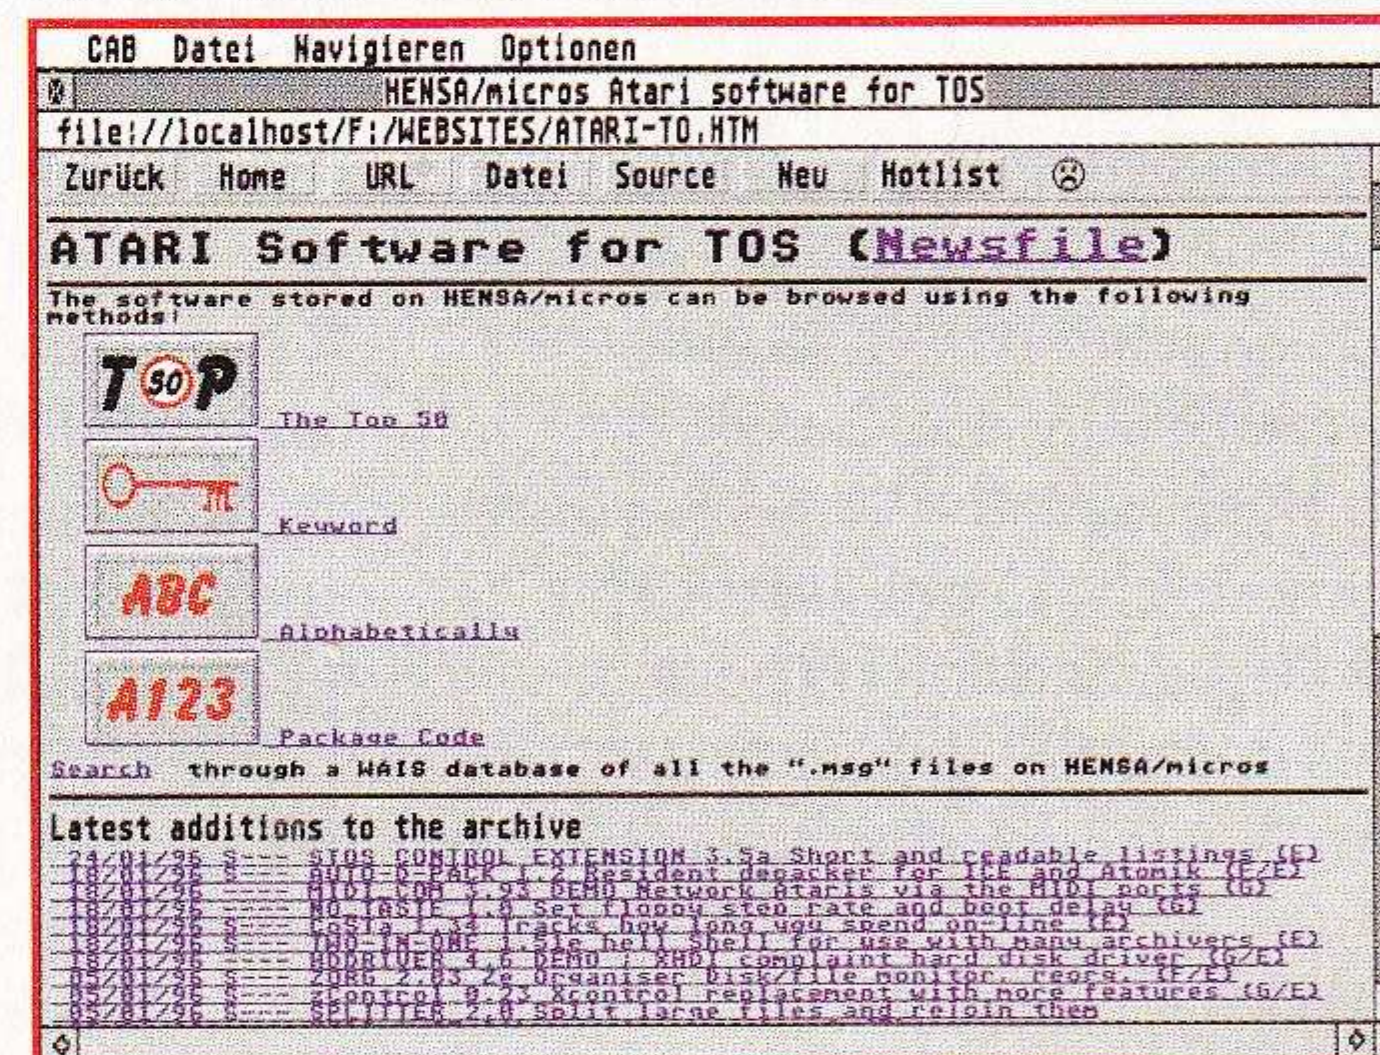 CAB Datei Navigieren Optionen
HENSA/micros Atari software for TOS
file://localhost/F:/WEBSITES/ATARI-TO.HTM
Zurück Home URL Datei Source Neu Hotlist
ATARI Software for TOS (Newsfile)
The software stored on HENSA/micros can be browsed using the following
methods:
TOP 50
The Top 50
Keyword
ABC
Alphabetically
A123
Package Code
Search through a WAIS database of all the ".msg" files on HENSA/micros
Latest additions to the archive
24/01/96 S--- STOS CONTROL EXTENSION 3.5a Short and readable listings (E)
18/01/96 S--- AUTO-D-PACK 1.2 Resident depacker for ICE and Atomik (F/E)
18/01/96 S--- MIDI-COM 3.93 DEMO Network Ataris via the MIDI ports (G)
18/01/96 S--- NO TASTE 1.0 Set floppy step rate and boot delay (G)
18/01/96 S--- CoSTa 1.34 Tracks how long you spend on-line (E)
18/01/96 S--- TWO-IN-ONE 1.51e hell Shell for use with many archivers (E)
18/01/96 S--- HDDRIVER 4.6 DEMO : XHDI complaint hard disk driver (G/E)
05/01/96 S--- ZORG 2.03.2e Organiser Disk/file monitor, reors. (F/E)
05/01/96 S--- zControl 0.23 Xcontrol replacement with more features (G/E)
05/01/96 S--- SPLITTER 2.0 Split large files and rejoin them